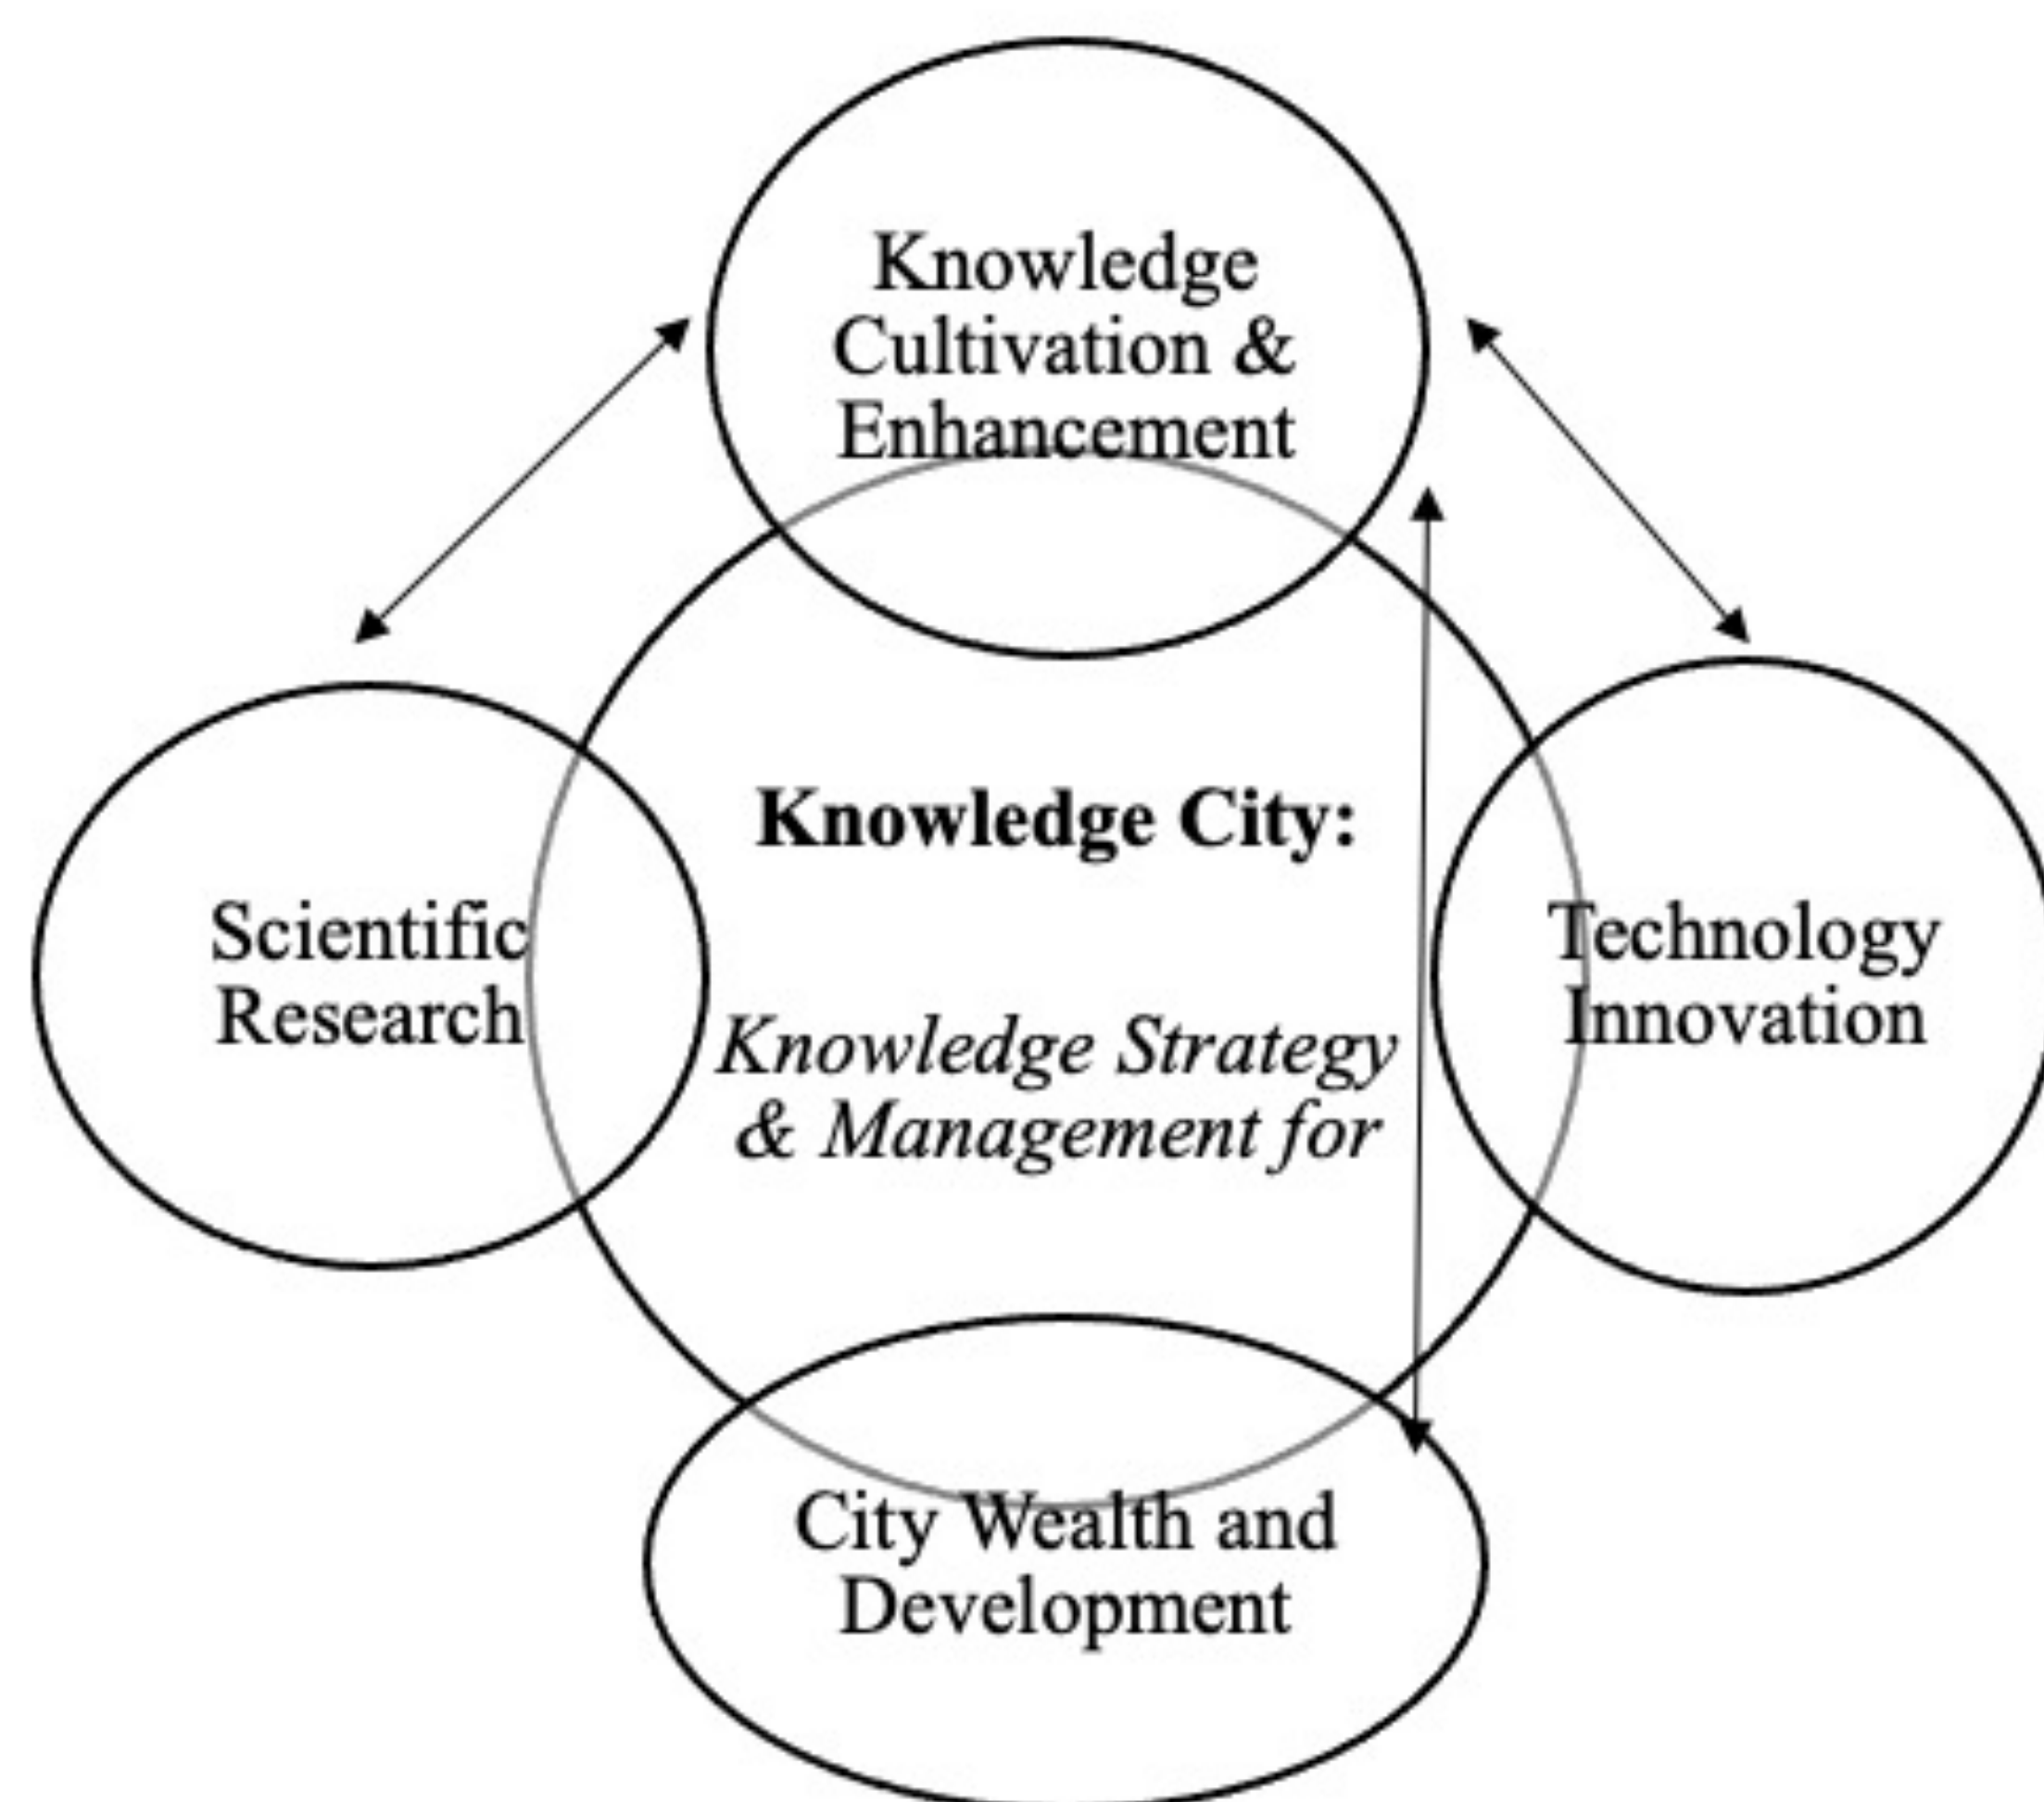 Knowledge
Cultivation &
Enhancement
Knowledge City:
Scientific
Research
Technology
Innovation
Knowledge Strategy
& Management for
City Wealth and
Development